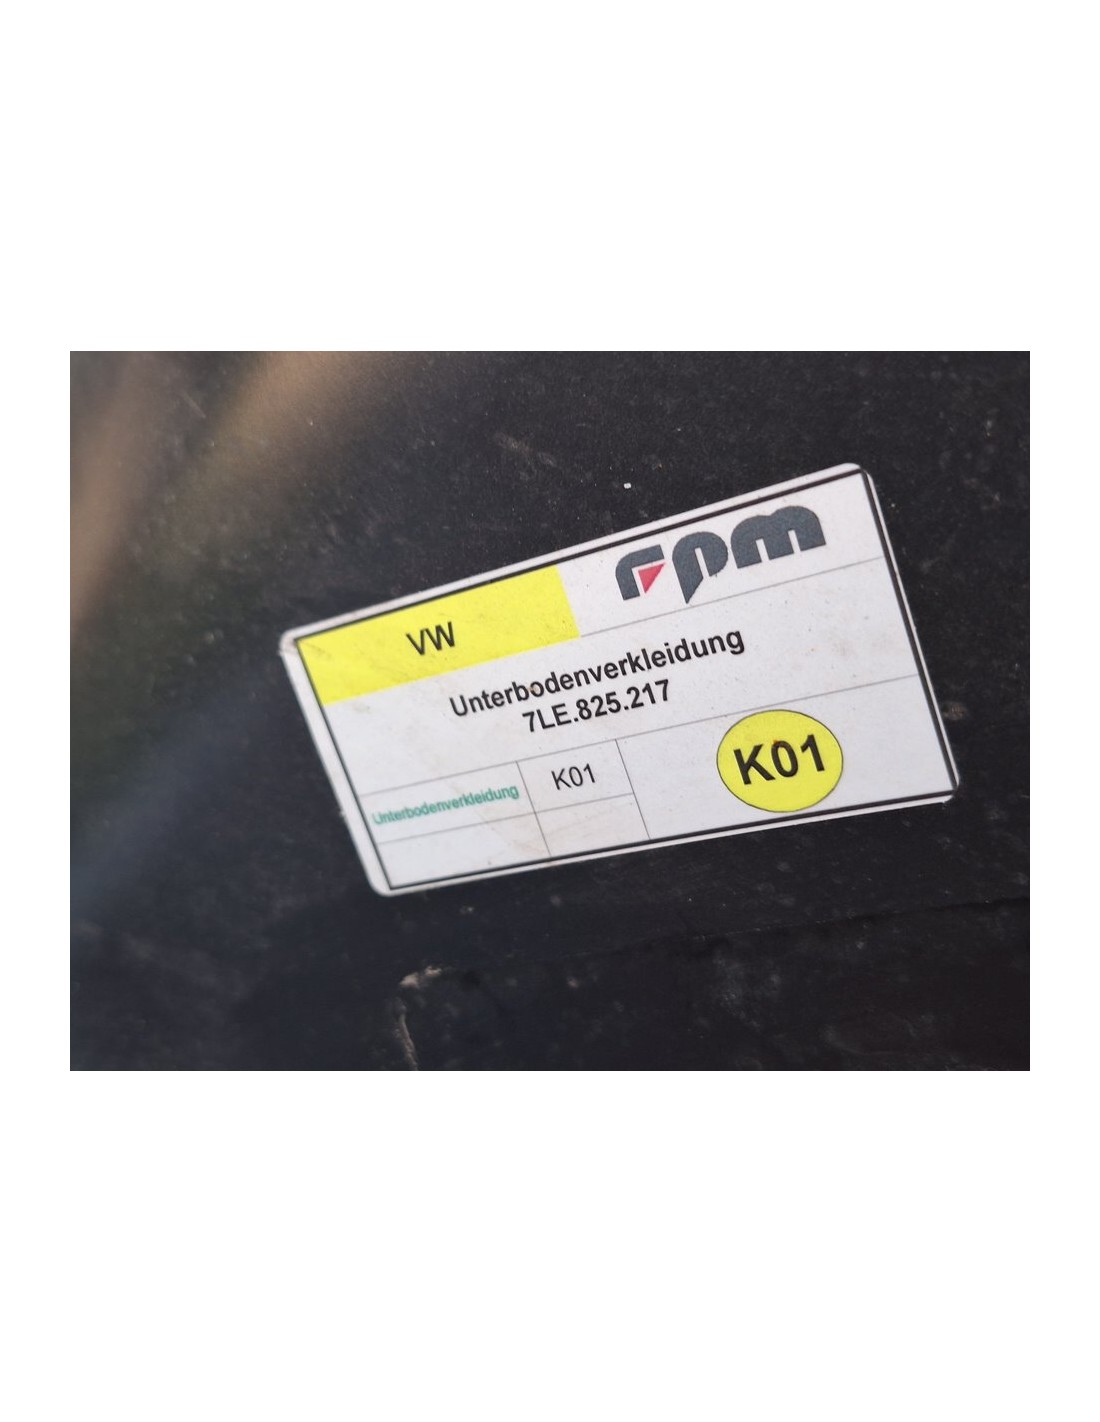 VW
rpm
Unterbodenverkleidung
7LE.825.217
Unterbodenverkleidung
K01
K01